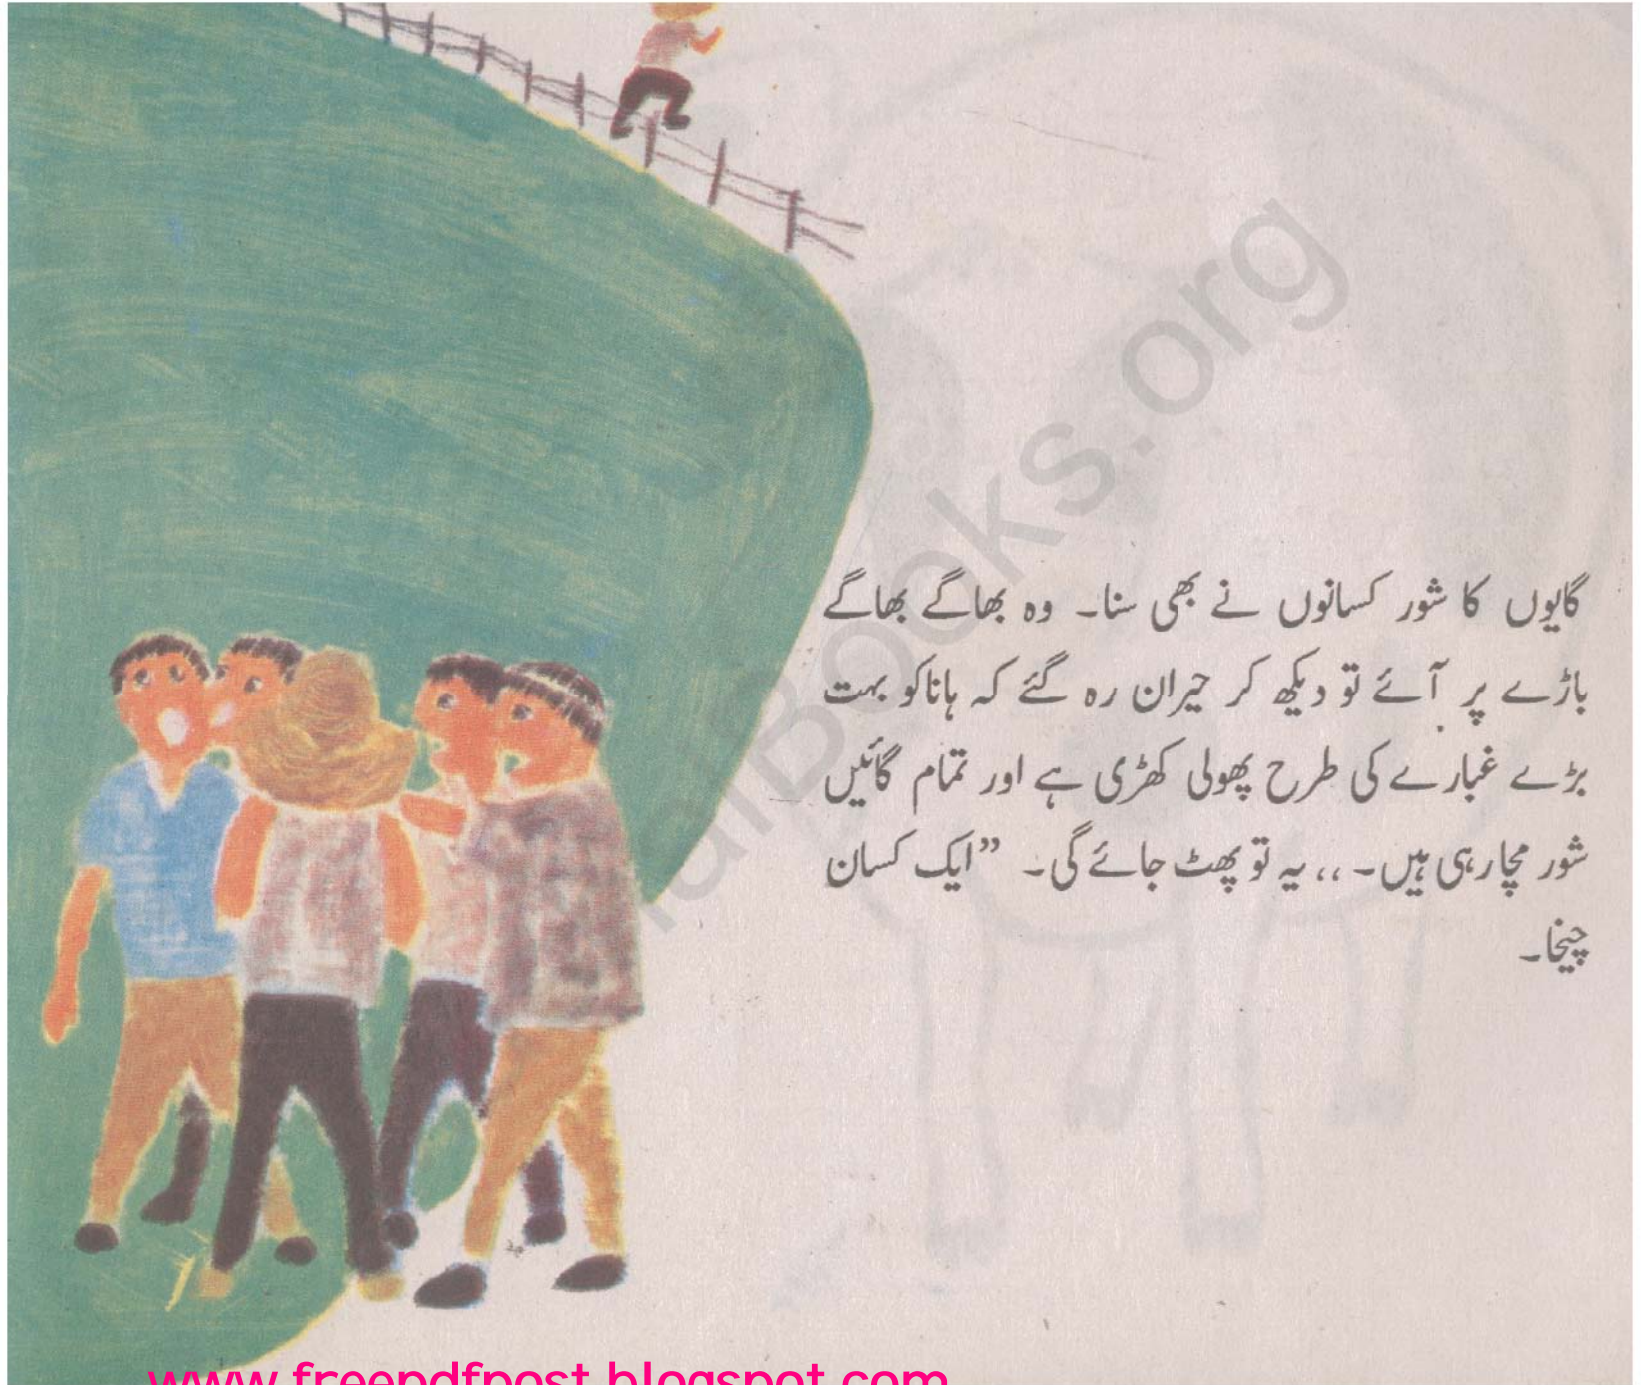 گایوں کا شور کسانوں نے بھی سنا۔ وہ بھاگے بھاگے
باڑے پر آئے تو دیکھ کر حیران رہ گئے کہ ہاناکو بہت
بڑے غبارے کی طرح پھولی کھڑی ہے اور تمام گائیں
شور مچا رہی ہیں۔ ,, یہ تو پھٹ جائے گی۔ ” ایک کسان
چیخا۔
www.freepdfpost.blogspot.com